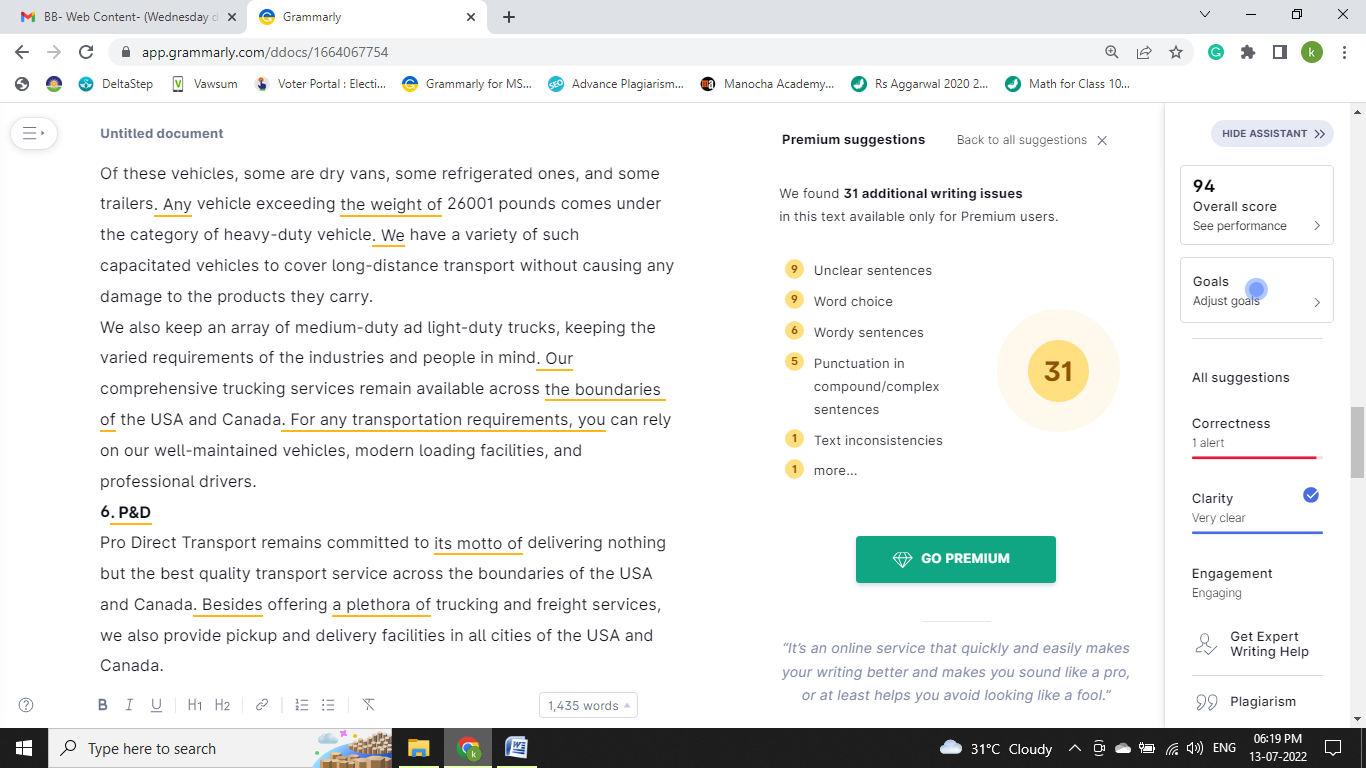 BB- Web Content- (Wednesday d
Grammarly
app.grammarly.com/ddocs/1664067754
k
DeltaStep
Vawsum
Voter Portal : Electi...
Grammarly for MS...
Advance Plagiarism...
Manocha Academy...
Rs Aggarwal 2020 2...
Math for Class 10...
Untitled document
Of these vehicles, some are dry vans, some refrigerated ones, and some
trailers. Any vehicle exceeding the weight of 26001 pounds comes under
the category of heavy-duty vehicle. We have a variety of such
capacitated vehicles to cover long-distance transport without causing any
damage to the products they carry.
We also keep an array of medium-duty ad light-duty trucks, keeping the
varied requirements of the industries and people in mind. Our
comprehensive trucking services remain available across the boundaries
of the USA and Canada. For any transportation requirements, you can rely
on our well-maintained vehicles, modern loading facilities, and
professional drivers.
6. P&D
Pro Direct Transport remains committed to its motto of delivering nothing
but the best quality transport service across the boundaries of the USA
and Canada. Besides offering a plethora of trucking and freight services,
we also provide pickup and delivery facilities in all cities of the USA and
Canada.
B I U H1 H2
1,435 words
Premium suggestions
Back to all suggestions
We found 31 additional writing issues
in this text available only for Premium users.
9 Unclear sentences
9 Word choice
6 Wordy sentences
5 Punctuation in
compound/complex
sentences
1 Text inconsistencies
1 more...
31
GO PREMIUM
“It’s an online service that quickly and easily makes
your writing better and makes you sound like a pro,
or at least helps you avoid looking like a fool.”
HIDE ASSISTANT
94
Overall score
See performance
Goals
Adjust goals
All suggestions
Correctness
1 alert
Clarity
Very clear
Engagement
Engaging
Get Expert
Writing Help
Plagiarism
Type here to search
31°C Cloudy
ENG
06:19 PM
13-07-2022